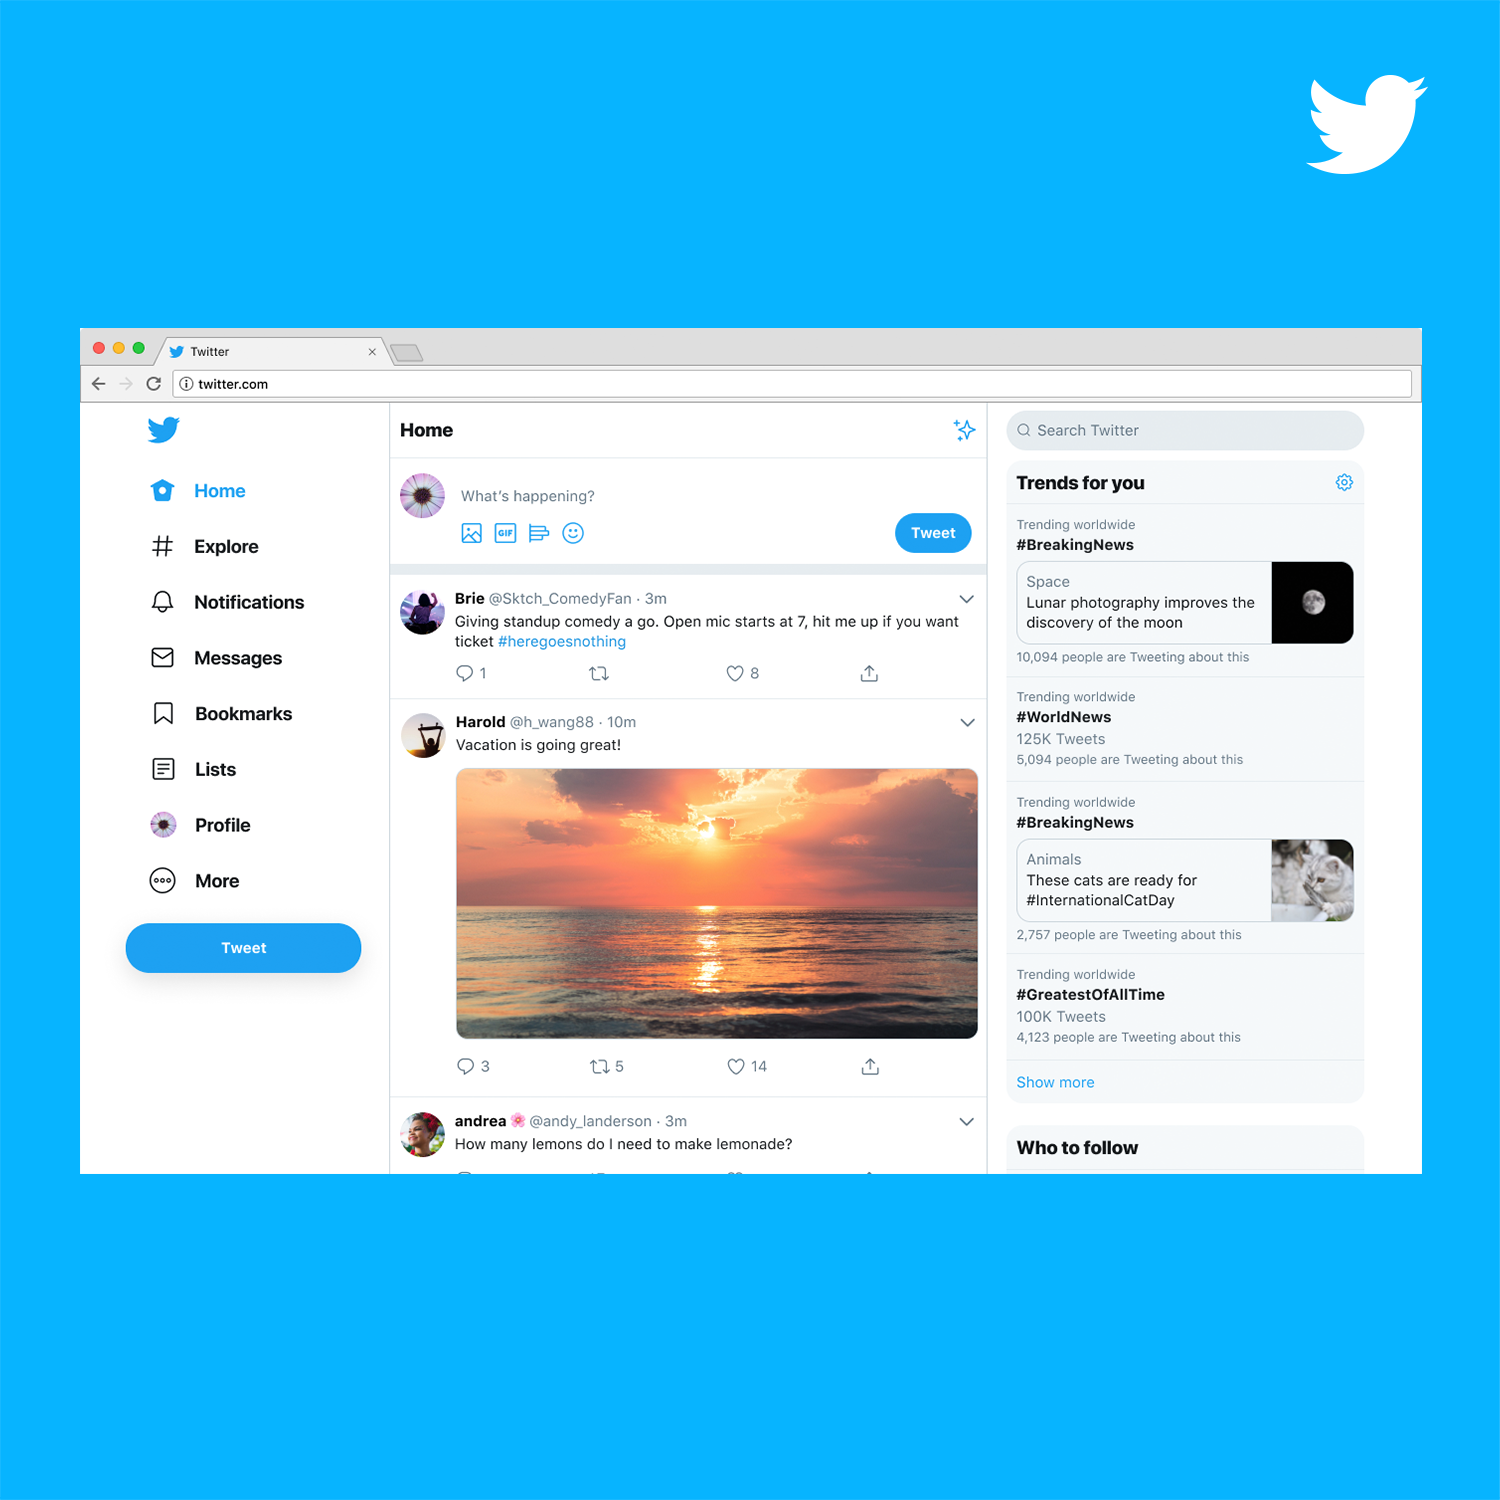 Twitter
twitter.com
Home
Explore
Notifications
Messages
Bookmarks
Lists
Profile
More
Tweet
Home
What's happening?
GIF
Tweet
Brie @Sktch_ComedyFan · 3m
Giving standup comedy a go. Open mic starts at 7, hit me up if you want
ticket #heregoesnothing
1
8
Harold @h_wang88 · 10m
Vacation is going great!
3
5
14
andrea @andy_landerson · 3m
How many lemons do I need to make lemonade?
Search Twitter
Trends for you
Trending worldwide
#BreakingNews
Space
Lunar photography improves the
discovery of the moon
10,094 people are Tweeting about this
Trending worldwide
#WorldNews
125K Tweets
5,094 people are Tweeting about this
Trending worldwide
#BreakingNews
Animals
These cats are ready for
#InternationalCatDay
2,757 people are Tweeting about this
Trending worldwide
#GreatestOfAllTime
100K Tweets
4,123 people are Tweeting about this
Show more
Who to follow